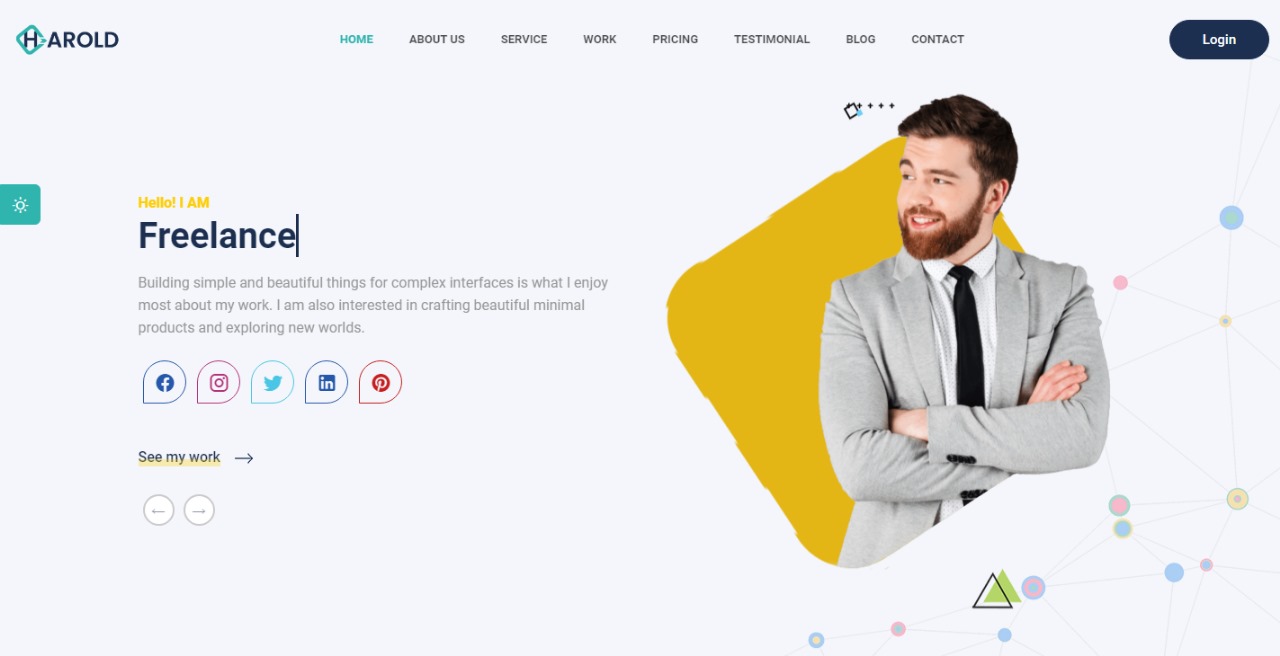 HAROLD
HOME ABOUT US SERVICE WORK PRICING TESTIMONIAL BLOG CONTACT
Login
Hello! I AM
Freelance
Building simple and beautiful things for complex interfaces is what I enjoy
most about my work. I am also interested in crafting beautiful minimal
products and exploring new worlds.
See my work